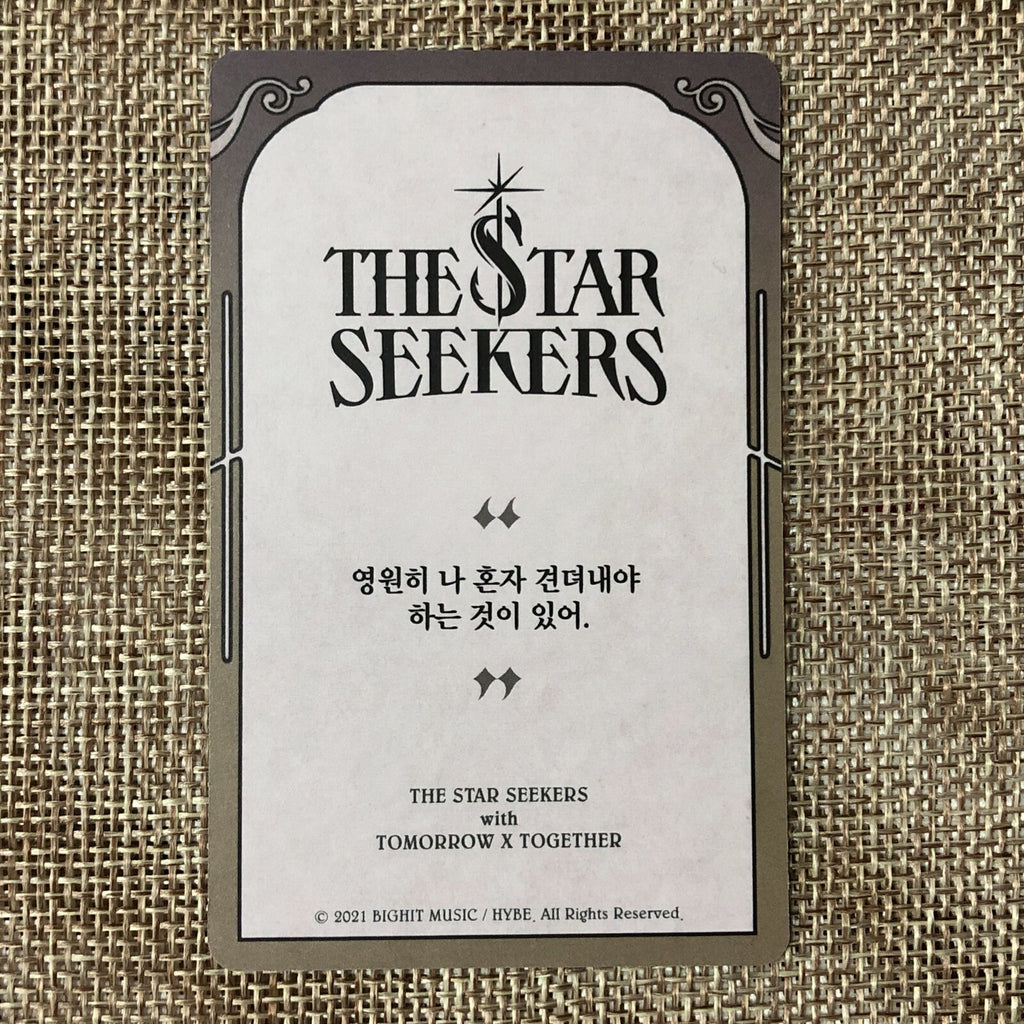 THE STAR
SEEKERS
“
영원히 나 혼자 견뎌내야
하는 것이 있어.
”
THE STAR SEEKERS
with
TOMORROW X TOGETHER
© 2021 BIGHIT MUSIC / HYBE. All Rights Reserved.